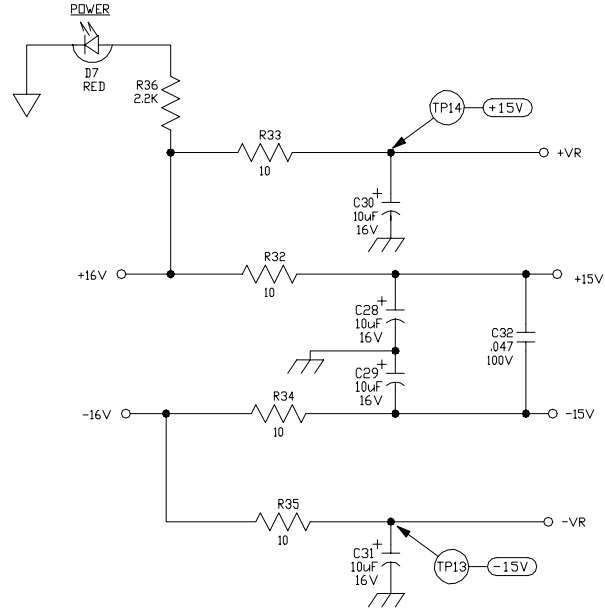 POWER
D7
RED
R36
2.2K
TP14
+15V
R33
10
+VR
+
C30
10uF
16V
+16V
R32
10
+15V
+
C28
10uF
16V
C32
.047
100V
+
C29
10uF
16V
-16V
R34
10
-15V
R35
10
-VR
+
C31
10uF
16V
TP13
-15V